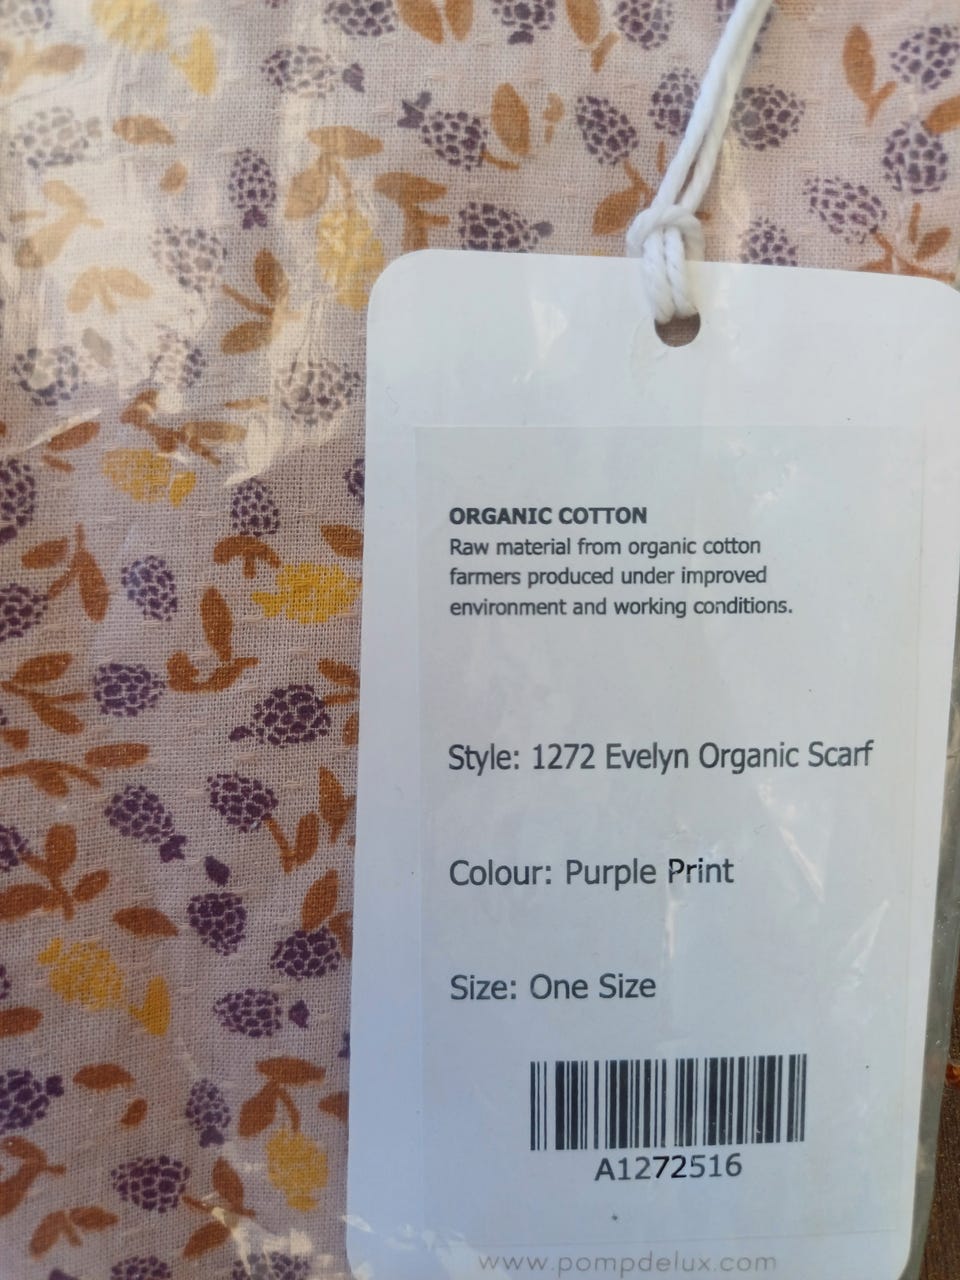 ORGANIC COTTON
Raw material from organic cotton
farmers produced under improved
environment and working conditions.
Style: 1272 Evelyn Organic Scarf
Colour: Purple Print
Size: One Size
A1272516
www.pompdelux.com